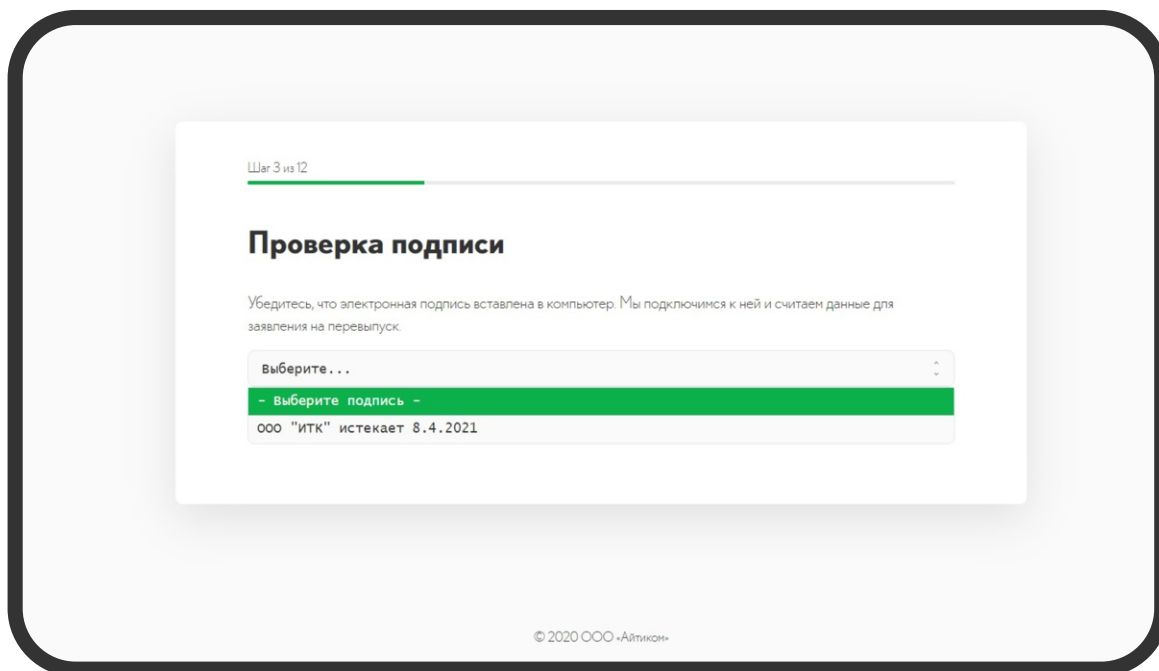 Шаг 3 из 12
Проверка подписи
Убедитесь, что электронная подпись вставлена в компьютер. Мы подключимся к ней и считаем данные для
заявления на перевыпуск.
Выберите...
- Выберите подпись -
ООО "ИТК" истекает 8.4.2021
© 2020 ООО «Айтиком»